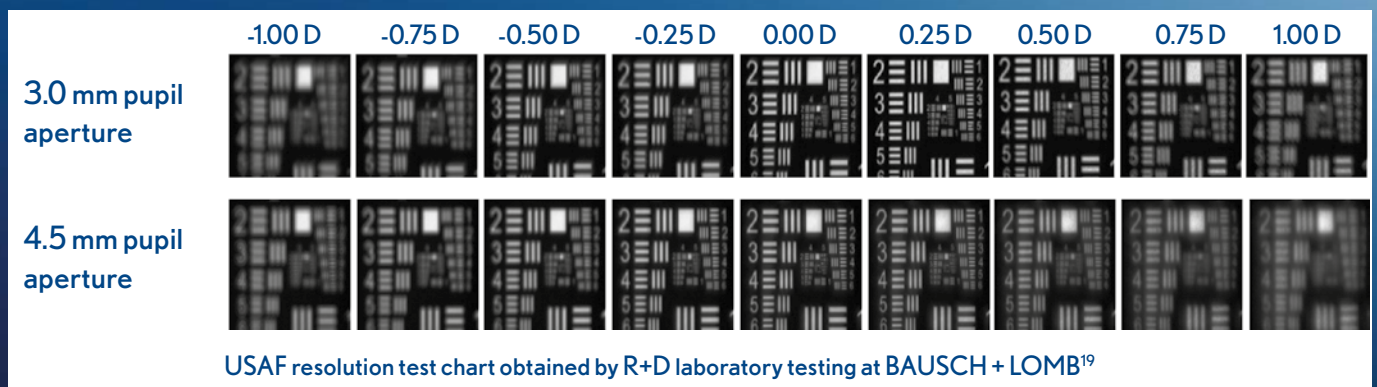 -1.00 D -0.75 D -0.50 D -0.25 D 0.00 D 0.25 D 0.50 D 0.75 D 1.00 D
3.0 mm pupil
aperture
4.5 mm pupil
aperture
USAF resolution test chart obtained by R+D laboratory testing at BAUSCH + LOMB¹⁹